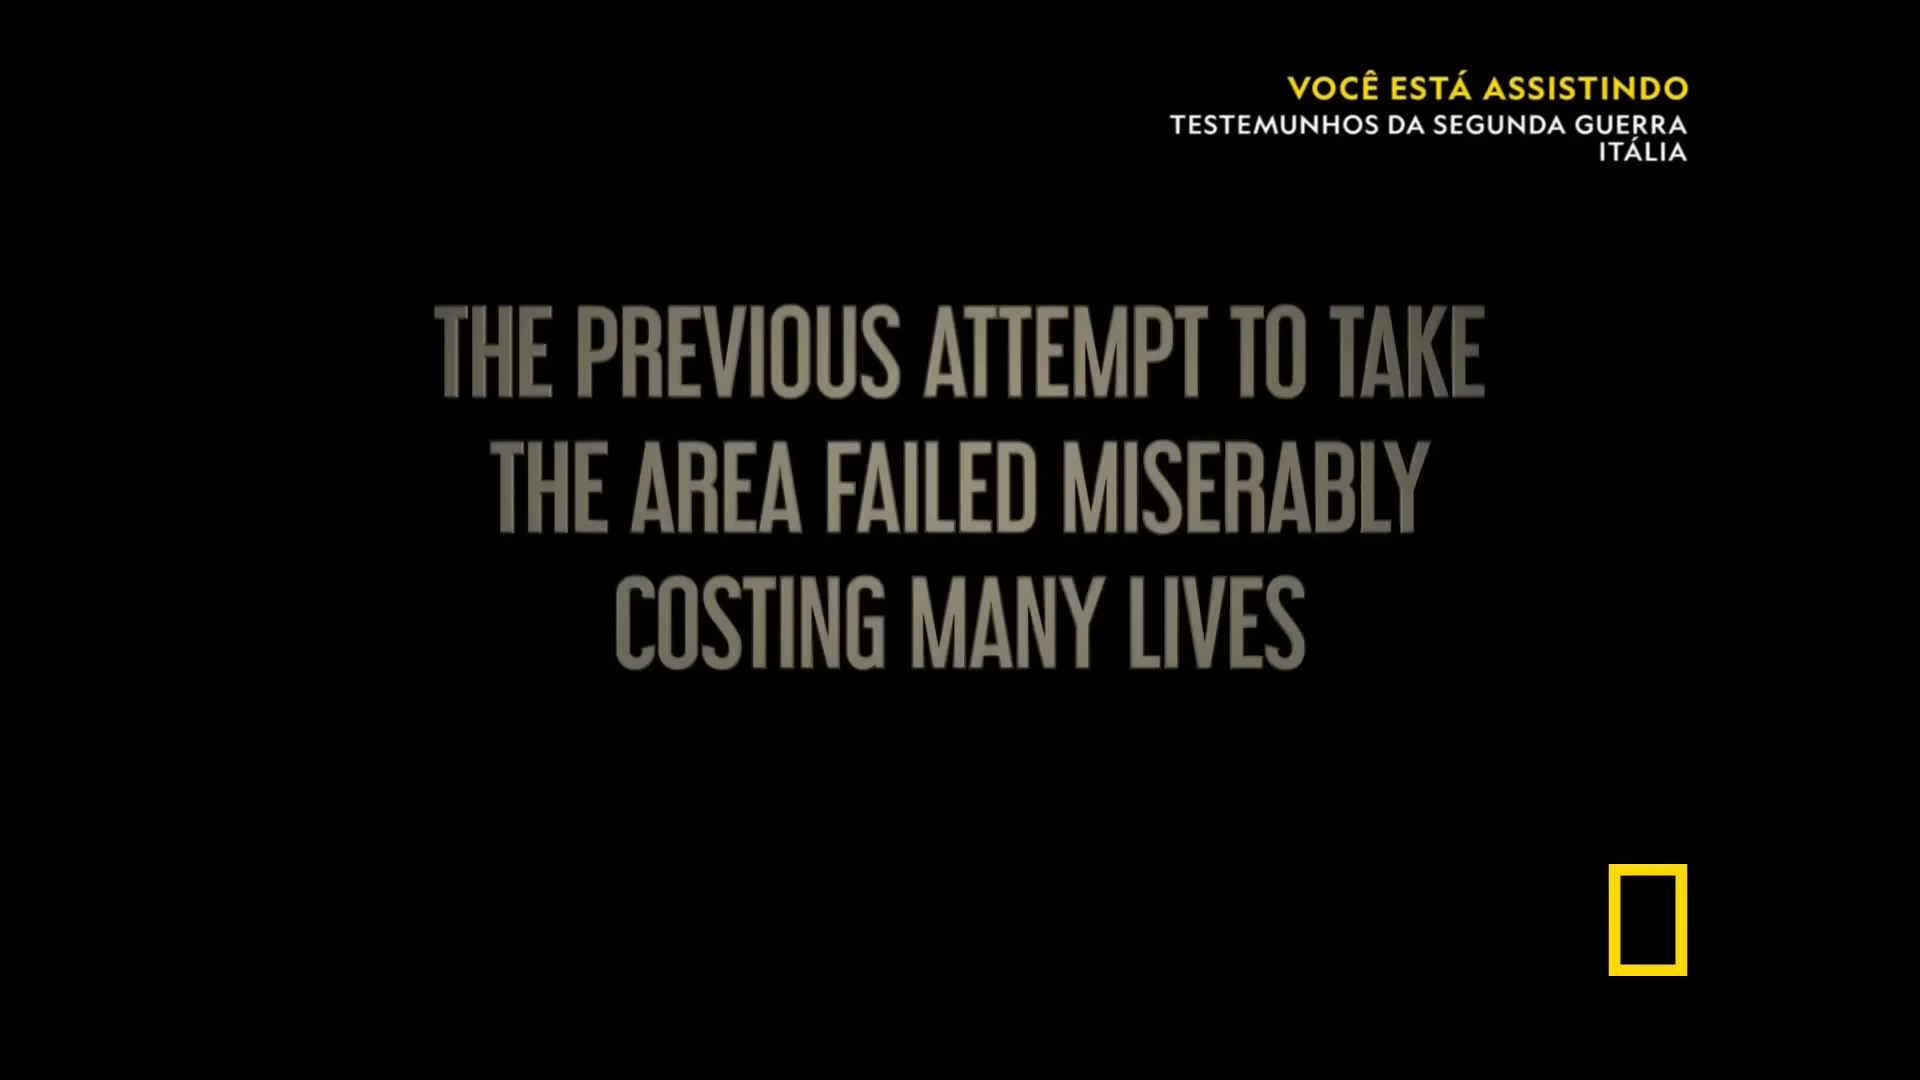 VOCÊ ESTÁ ASSISTINDO
TESTEMUNHOS DA SEGUNDA GUERRA
ITÁLIA
THE PREVIOUS ATTEMPT TO TAKE
THE AREA FAILED MISERABLY
COSTING MANY LIVES